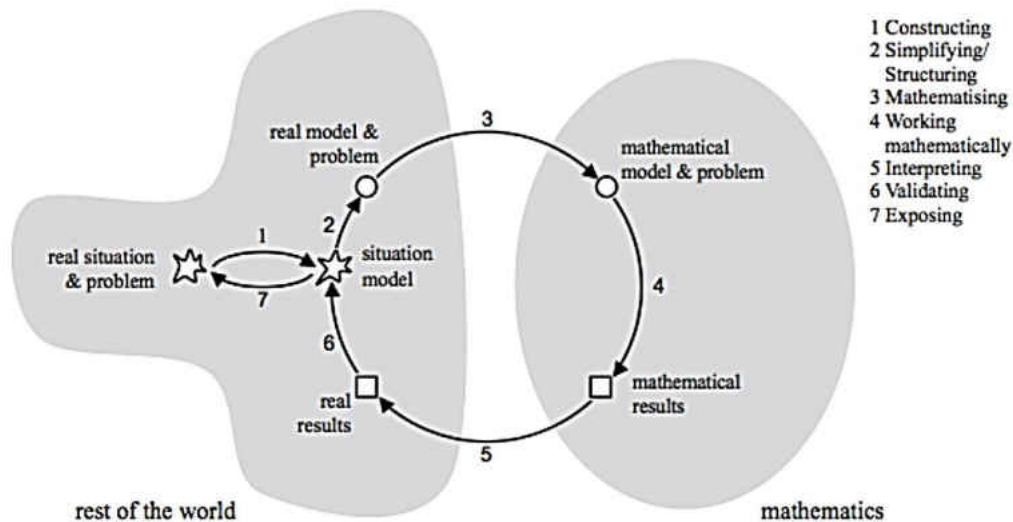 1 Constructing
2 Simplifying/
Structuring
3 Mathematising
4 Working
mathematically
5 Interpreting
6 Validating
7 Exposing
3
real model &
problem
mathematical
model & problem
2
1
real situation
& problem
situation
model
7
4
6
real
results
mathematical
results
5
rest of the world
mathematics